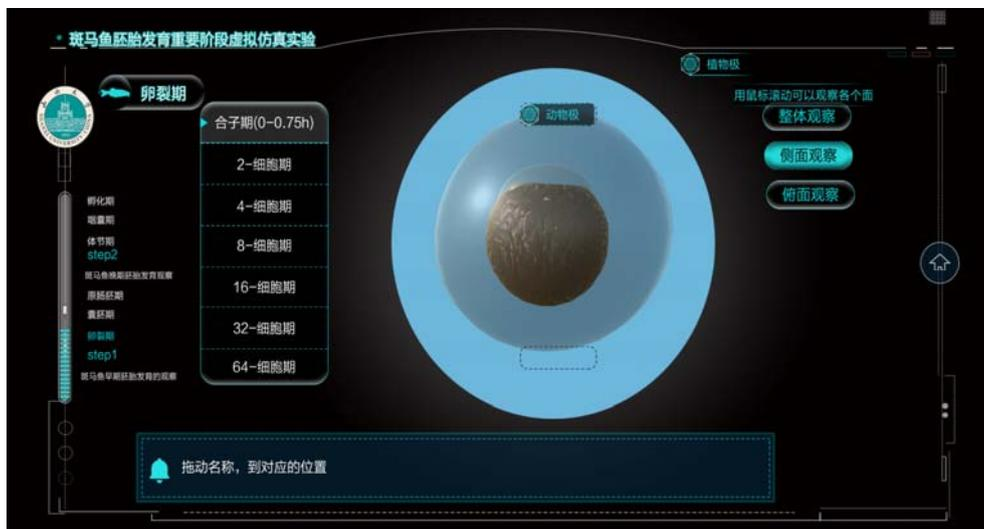 斑马鱼胚胎发育重要阶段虚拟仿真实验
植物极
卵裂期
用鼠标滚动可以观察各个面
整体观察
侧面观察
俯面观察
动物极
合子期(0-0.75h)
2-细胞期
4-细胞期
8-细胞期
16-细胞期
32-细胞期
64-细胞期
孵化期
咽囊期
体节期
step2
斑马鱼晚期胚胎发育观察
原肠胚期
囊胚期
卵裂期
step1
斑马鱼早期胚胎发育的观察
拖动名称，到对应的位置